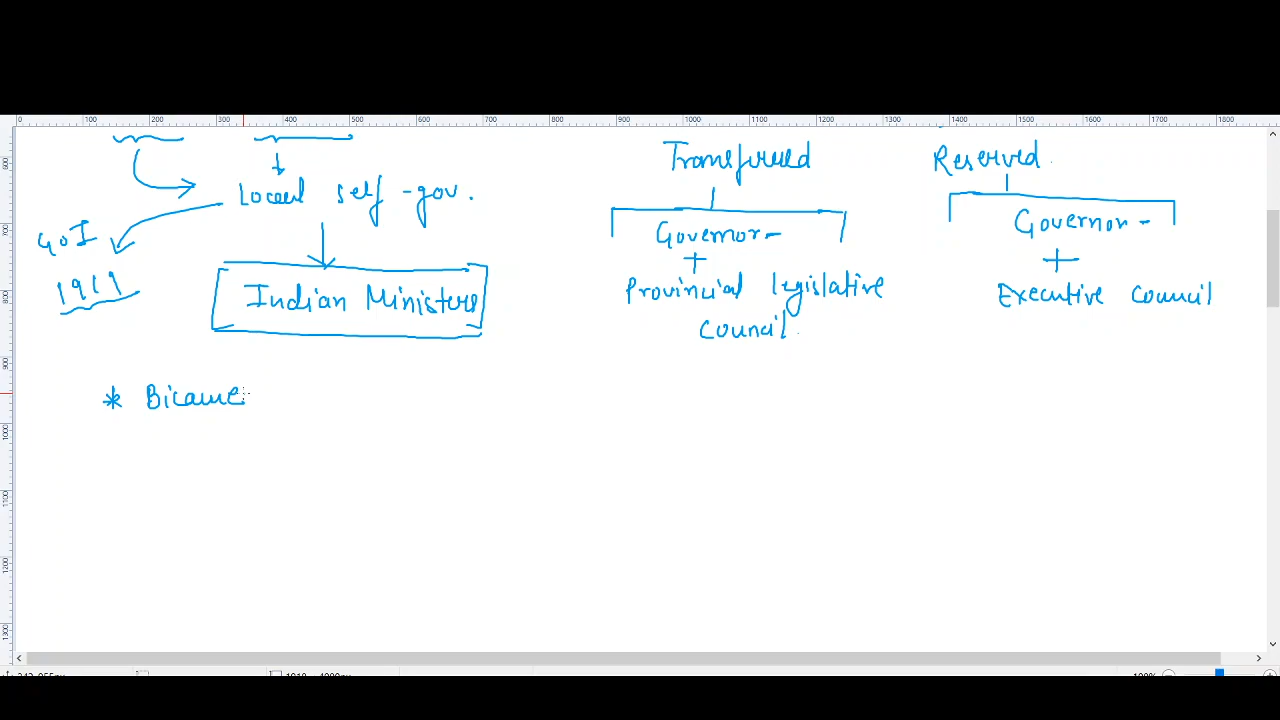 Transferred
Reserved.
Local self-gov.
GOI
1919
Indian Ministers
Governor-
+
Provincial legislative
council.
Governor-
+
Executive Council
* Bicame